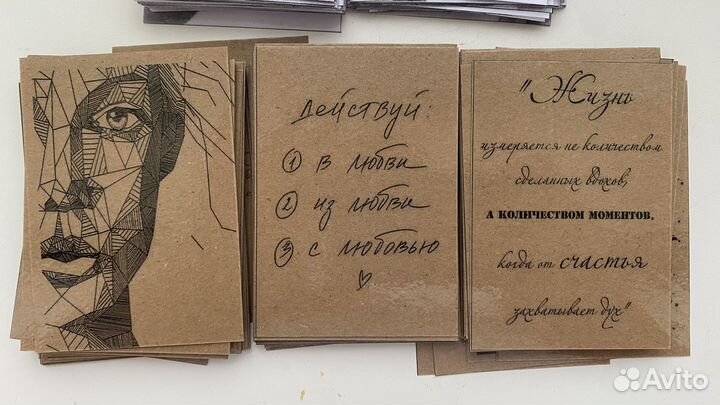 Действуй:
① в любви
② из любви
③ с любовью
"Жизнь
измеряется не количеством
сделанных вдохов,
А КОЛИЧЕСТВОМ МОМЕНТОВ,
когда от счастья
захватывает дух"
Avito